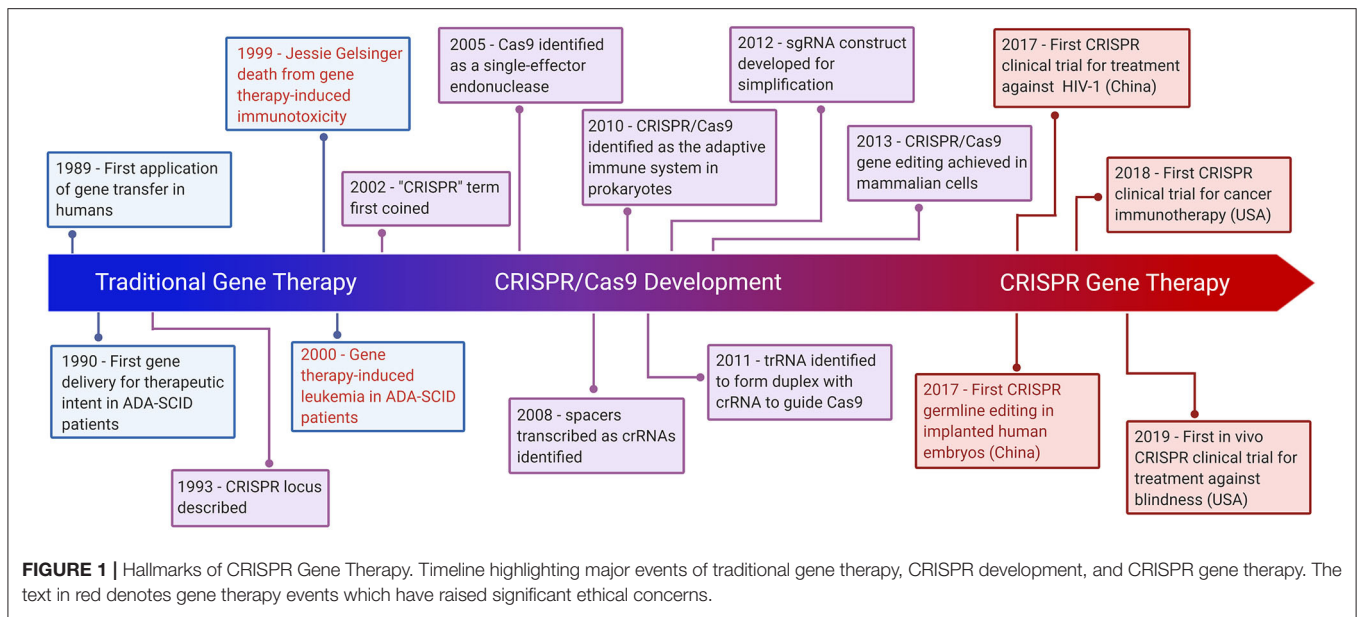 1989 - First application
of gene transfer in
humans
1999 - Jessie Gelsinger
death from gene
therapy-induced
immunotoxicity
2002 - "CRISPR" term
first coined
2005 - Cas9 identified
as a single-effector
endonuclease
2010 - CRISPR/Cas9
identified as the
adaptive immune system in
prokaryotes
2012 - sgRNA construct
developed for
simplification
2013 - CRISPR/Cas9
gene editing achieved in
mammalian cells
2017 - First CRISPR
clinical trial for treatment
against HIV-1 (China)
2018 - First CRISPR
clinical trial for cancer
immunotherapy (USA)
Traditional Gene Therapy
CRISPR/Cas9 Development
CRISPR Gene Therapy
1990 - First gene
delivery for therapeutic
intent in ADA-SCID
patients
1993 - CRISPR locus
described
2000 - Gene
therapy-induced
leukemia in ADA-SCID
patients
2008 - spacers
transcribed as crRNAs
identified
2011 - trRNA identified
to form duplex with
crRNA to guide Cas9
2017 - First CRISPR
germline editing in
implanted human
embryos (China)
2019 - First in vivo
CRISPR clinical trial for
treatment against
blindness (USA)
FIGURE 1 | Hallmarks of CRISPR Gene Therapy. Timeline highlighting major events of traditional gene therapy, CRISPR development, and CRISPR gene therapy. The
text in red denotes gene therapy events which have raised significant ethical concerns.